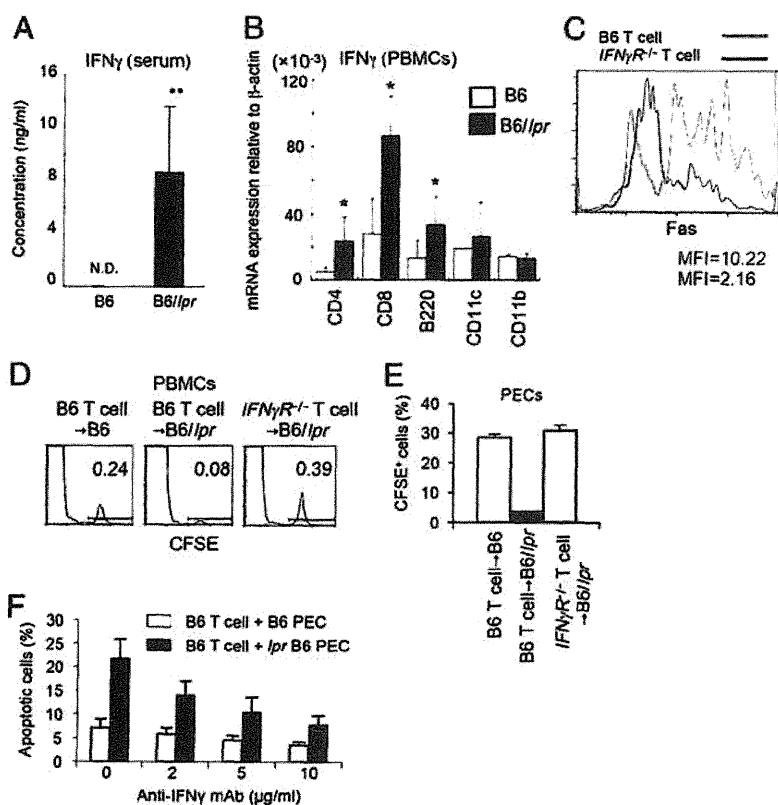 A
IFNγ (serum)
Concentration (ng/ml)
16
12
8
4
0
**
N.D.
B6
B6/lpr
B
(×10⁻³)
IFNγ (PBMCs)
mRNA expression relative to β-actin
120
80
40
0
*
*
*
B6
B6/lpr
CD4
CD8
B220
CD11c
CD11b
C
B6 T cell
IFNγR⁻/⁻ T cell
Fas
MFI=10.22
MFI=2.16
D
PBMCs
B6 T cell
→B6
B6 T cell
→B6/lpr
IFNγR⁻/⁻ T cell
→B6/lpr
0.24
0.08
0.39
CFSE
E
PECs
CFSE⁺ cells (%)
40
30
20
10
0
B6 T cell→B6
B6 T cell→B6/lpr
IFNγR⁻/⁻ T cell
→B6/lpr
F
B6 T cell + B6 PEC
B6 T cell + lpr B6 PEC
Apoptotic cells (%)
30
25
20
15
10
5
0
0
2
5
10
Anti-IFNγ mAb (μg/ml)